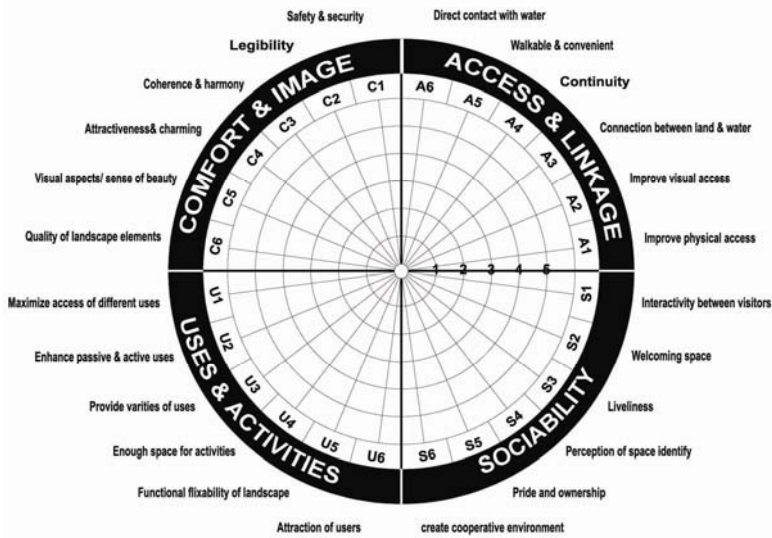 Safety & security
Direct contact with water
Legibility
Walkable & convenient
Coherence & harmony
Continuity
Attractiveness& charming
Connection between land & water
Visual aspects/ sense of beauty
Improve visual access
Quality of landscape elements
Improve physical access
Maximize access of different uses
Interactivity between visitors
Enhance passive & active uses
Welcoming space
Provide varities of uses
Liveliness
Enough space for activities
Perception of space identify
Functional flixability of landscape
Pride and ownership
Attraction of users
create cooperative environment
COMFORT & IMAGE
ACCESS & LINKAGE
USES & ACTIVITIES
SOCIABILITY
C1
C2
C3
C4
C5
C6
A6
A5
A4
A3
A2
A1
U1
U2
U3
U4
U5
U6
S1
S2
S3
S4
S5
S6
1 2 3 4 5